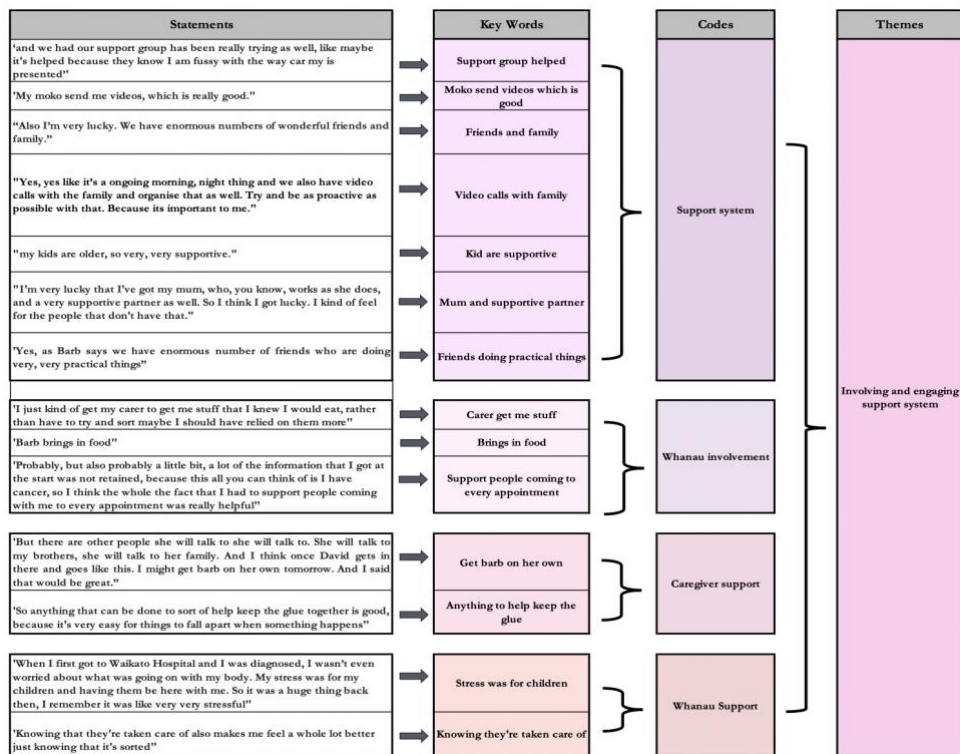 Statements
Key Words
Codes
Themes
'and we had our support group has been really trying as well, like maybe
it's helped because they know I am fussy with the way car my is
presented"
Support group helped
'My moko send me videos, which is really good."
Moko send videos which is
good
"Also I'm very lucky. We have enormous numbers of wonderful friends and
family."
Friends and family
"Yes, yes like it's a ongoing morning, night thing and we also have video
calls with the family and organise that as well. Try and be as proactive as
possible with that. Because its important to me."
Video calls with family
"my kids are older, so very, very supportive."
Kid are supportive
"I'm very lucky that I've got my mum, who, you know, works as she does,
and a very supportive partner as well. So I think I got lucky. I kind of feel
for the people that don't have that."
Mum and supportive partner
'Yes, as Barb says we have enormous number of friends who are doing
very, very practical things"
Friends doing practical things
Support system
'I just kind of get my carer to get me stuff that I knew I would eat, rather
than have to try and sort maybe I should have relied on them more"
Carer get me stuff
'Barb brings in food"
Brings in food
'Probably, but also probably a little bit, a lot of the information that I got at
the start was not retained, because this all you can think of is I have
cancer, so I think the whole the fact that I had to support people coming
with me to every appointment was really helpful"
Support people coming to
every appointment
Whanau involvement
'But there are other people she will talk to she will talk to. She will talk to
my brothers, she will talk to her family. And I think once David gets in
there and goes like this. I might get barb on her own tomorrow. And I said
that would be great."
Get barb on her own
'So anything that can be done to sort of help keep the glue together is good,
because it's very easy for things to fall apart when something happens"
Anything to help keep the
glue
Caregiver support
'When I first got to Waikato Hospital and I was diagnosed, I wasn't even
worried about what was going on with my body. My stress was for my
children and having them be here with me. So it was a huge thing back
then, I remember it was like very very stressful"
Stress was for children
'Knowing that they're taken care of also makes me feel a whole lot better
just knowing that it's sorted"
Knowing they're taken care of
Whanau Support
Involving and engaging
support system